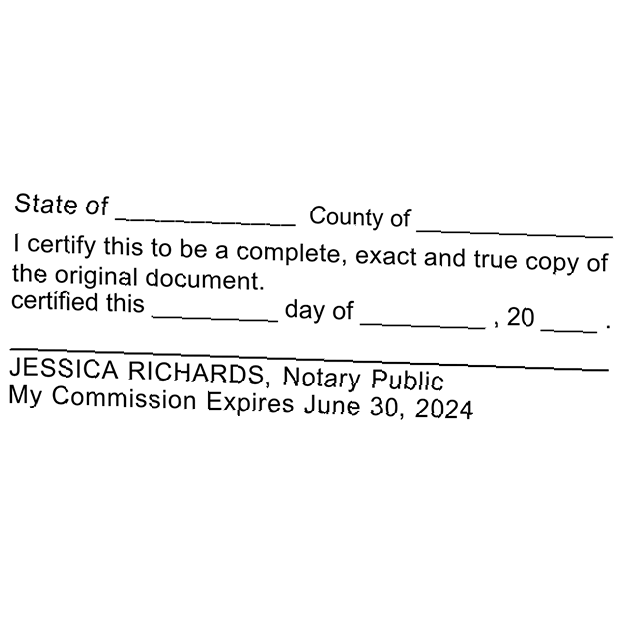 State of ____________ County of _____________
I certify this to be a complete, exact and true copy of
the original document.
certified this _________ day of _________ , 20 ____ .
JESSICA RICHARDS, Notary Public
My Commission Expires June 30, 2024